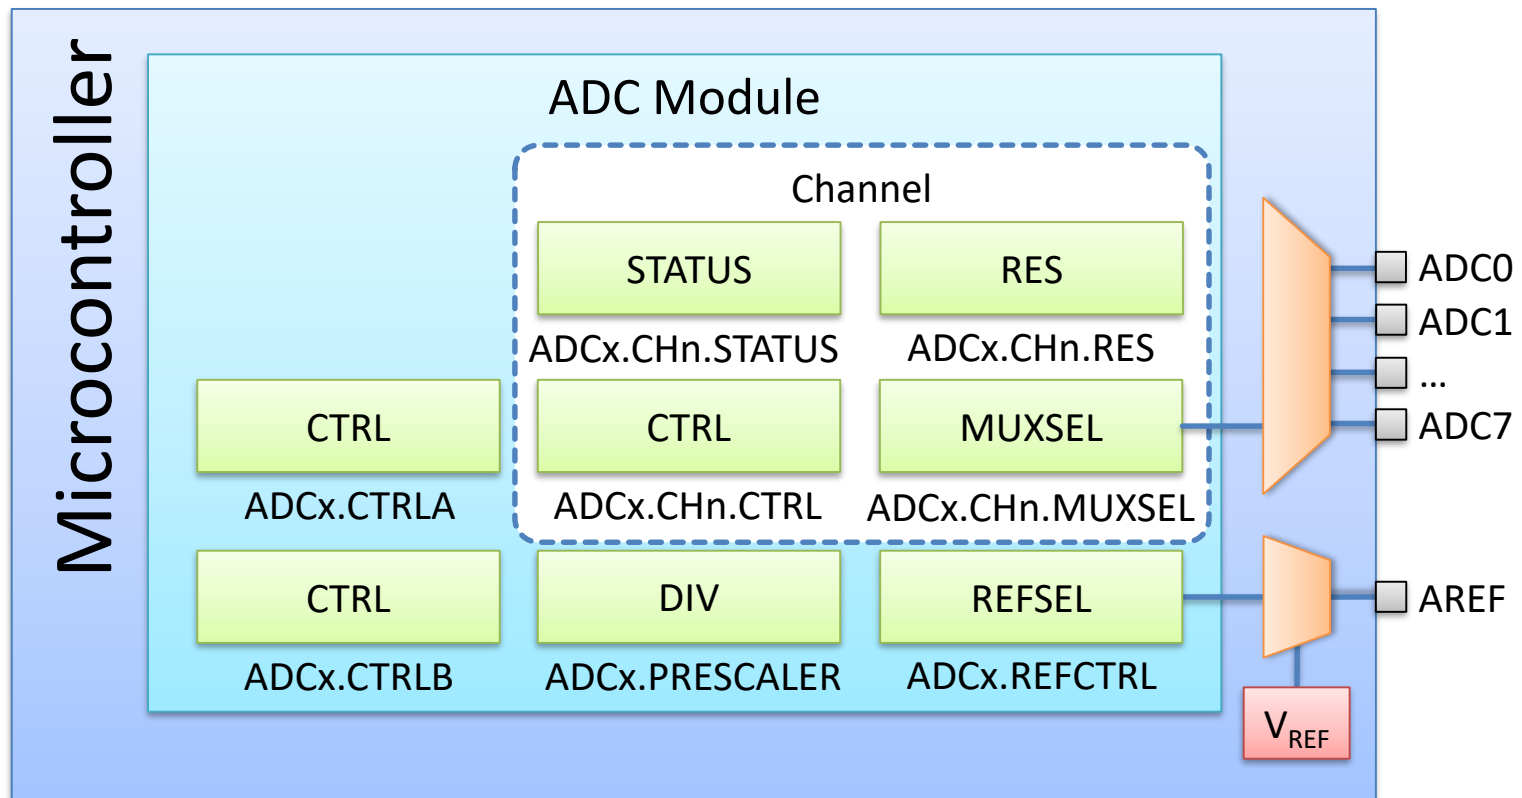 Microcontroller
ADC Module
Channel
STATUS
RES
ADCx.CHn.STATUS
ADCx.CHn.RES
CTRL
CTRL
MUXSEL
ADCx.CTRLA
ADCx.CHn.CTRL
ADCx.CHn.MUXSEL
CTRL
DIV
REFSEL
ADCx.CTRLB
ADCx.PRESCALER
ADCx.REFCTRL
ADC0
ADC1
...
ADC7
AREF
VREF